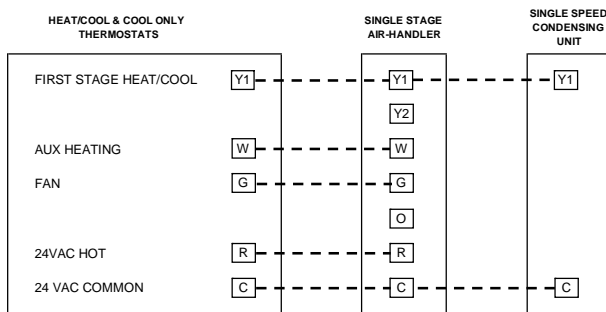 HEAT/COOL & COOL ONLY
THERMOSTATS
SINGLE STAGE
AIR-HANDLER
SINGLE SPEED
CONDENSING
UNIT
FIRST STAGE HEAT/COOL Y1 Y1 Y1
Y2
AUX HEATING W W
FAN G G
O
24VAC HOT R R
24 VAC COMMON C C C